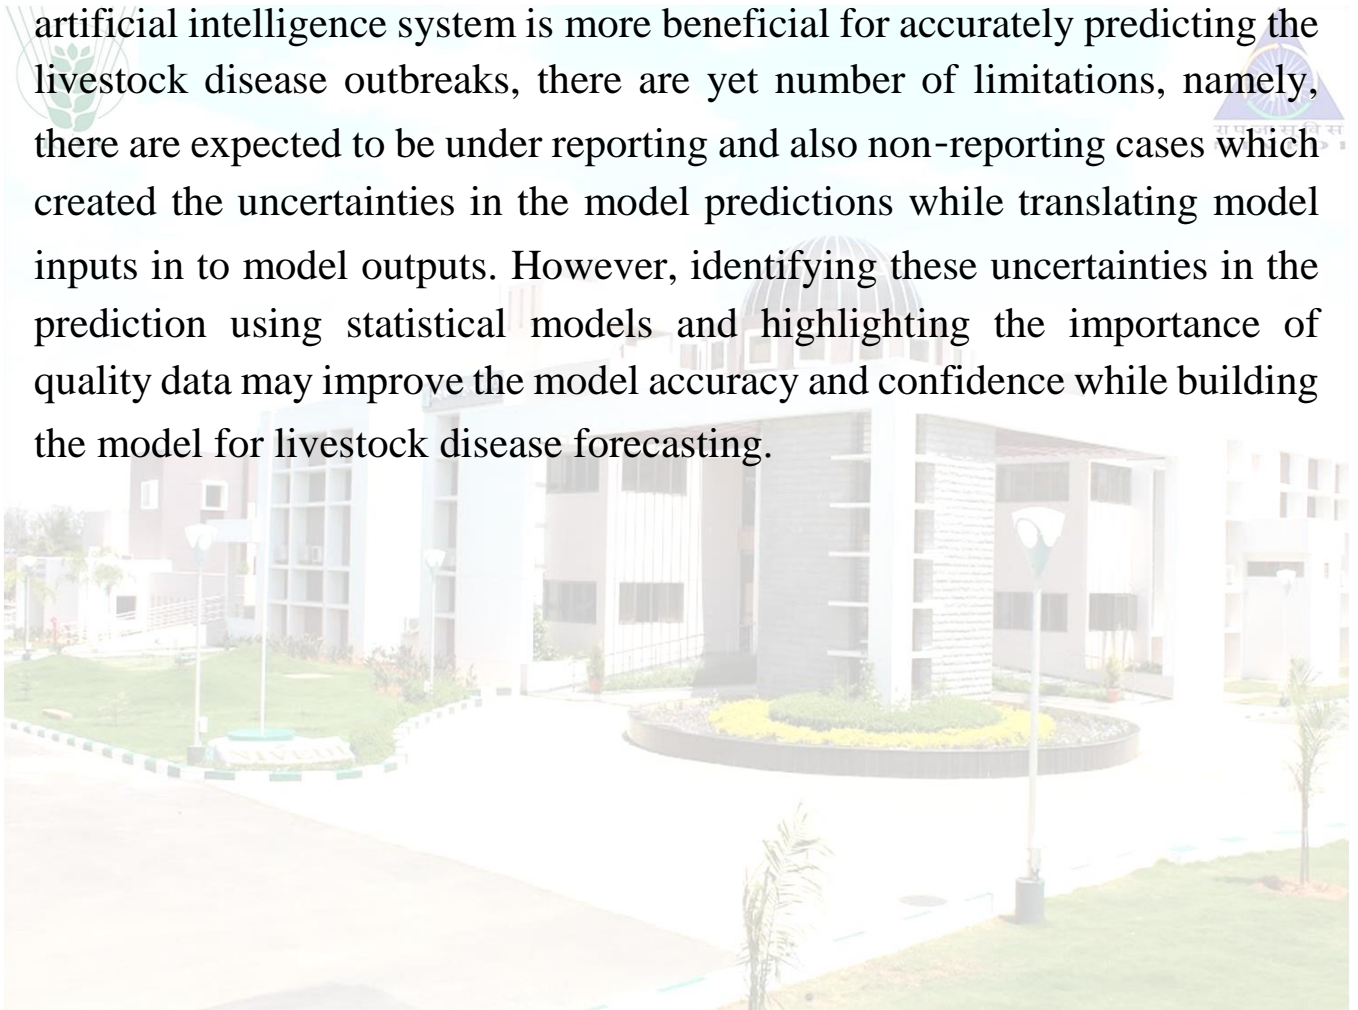 artificial intelligence system is more beneficial for accurately predicting the
livestock disease outbreaks, there are yet number of limitations, namely,
there are expected to be under reporting and also non-reporting cases which
created the uncertainties in the model predictions while translating model
inputs in to model outputs. However, identifying these uncertainties in the
prediction using statistical models and highlighting the importance of
quality data may improve the model accuracy and confidence while building
the model for livestock disease forecasting.
NIVEDI